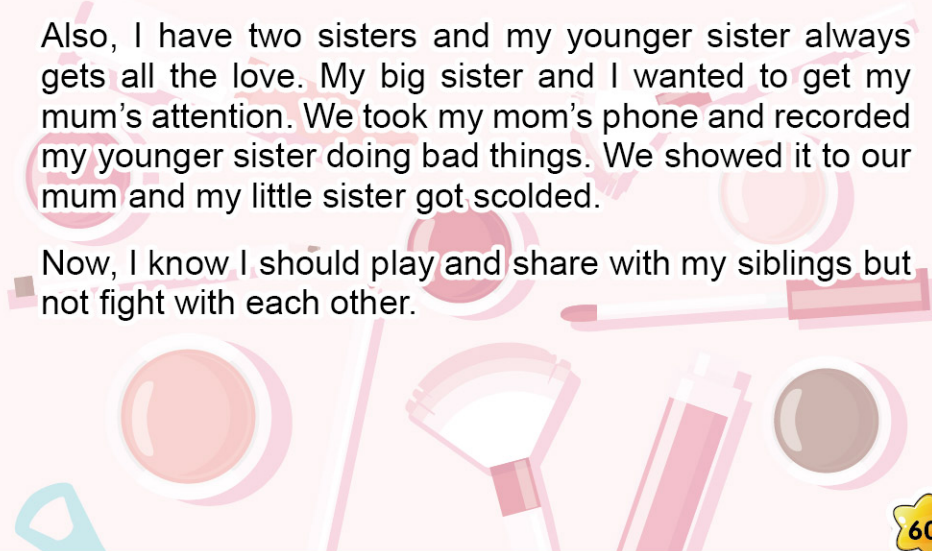 Also, I have two sisters and my younger sister always
gets all the love. My big sister and I wanted to get my
mum’s attention. We took my mom’s phone and recorded
my younger sister doing bad things. We showed it to our
mum and my little sister got scolded.
Now, I know I should play and share with my siblings but
not fight with each other.